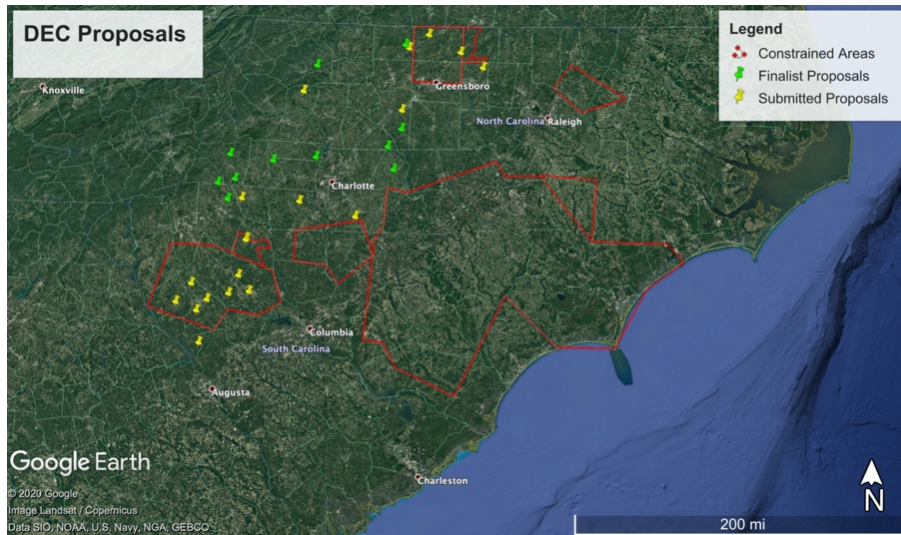 DEC Proposals
Legend
Constrained Areas
Finalist Proposals
Submitted Proposals
Knoxville
Greensboro
North Carolina
Raleigh
Charlotte
Columbia
South Carolina
Augusta
Charleston
Google Earth
© 2020 Google
Image Landsat / Copernicus
Data SIO, NOAA, U.S. Navy, NGA, GEBCO
N
200 mi